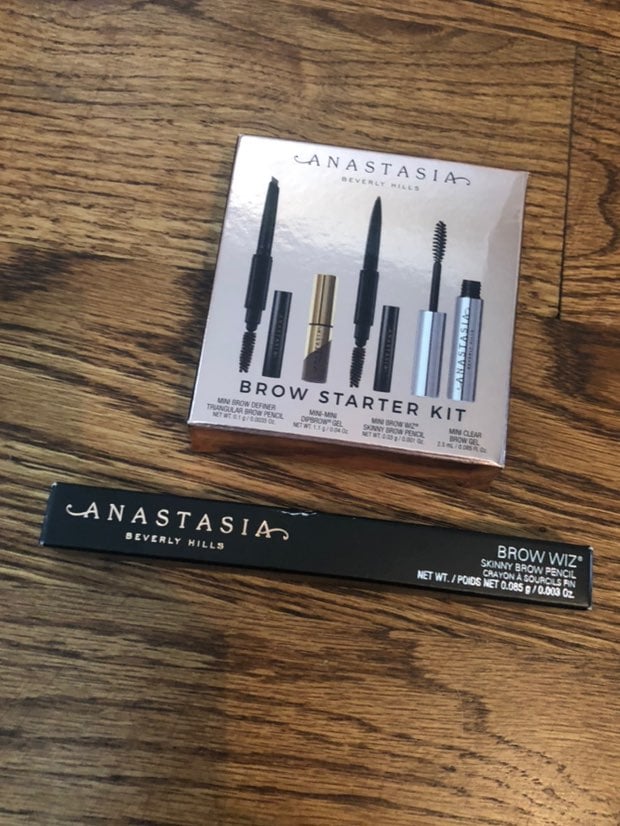 ANASTASIA
BEVERLY HILLS
ANASTASIA
BROW STARTER KIT
MINI BROW DEFINER
TRIANGULAR BROW PENCIL
NET WT. 0.1 g / 0.0035 Oz.
MINI-MINI
DIPBROW® GEL
NET WT. 1.1 g / 0.04 Oz.
MINI BROW WIZ®
SKINNY BROW PENCIL
NET WT. 0.03 g / 0.001 Oz.
MINI CLEAR
BROW GEL
2.5 mL / 0.085 FL Oz.
ANASTASIA
BEVERLY HILLS
BROW WIZ®
SKINNY BROW PENCIL
CRAYON À SOURCILS FIN
NET WT. / POIDS NET 0.085 g / 0.003 Oz.